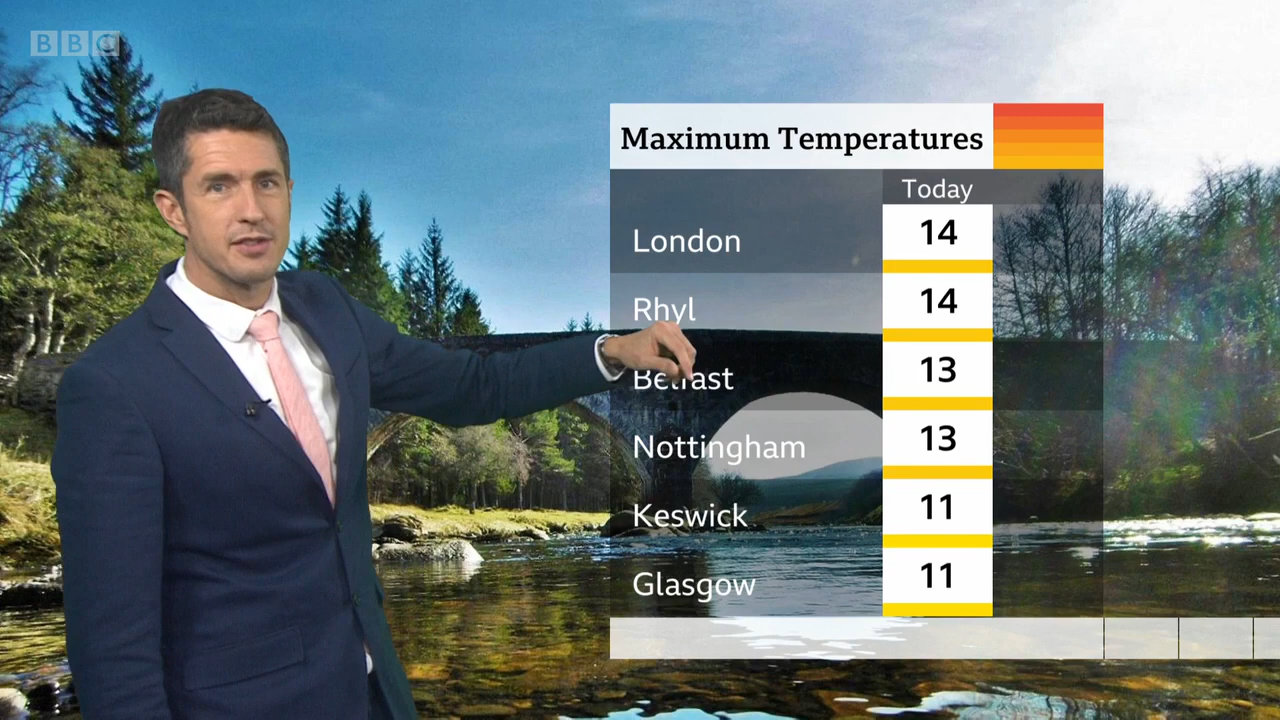 BBC
Maximum Temperatures
Today
London 14
Rhyl 14
Belfast 13
Nottingham 13
Keswick 11
Glasgow 11